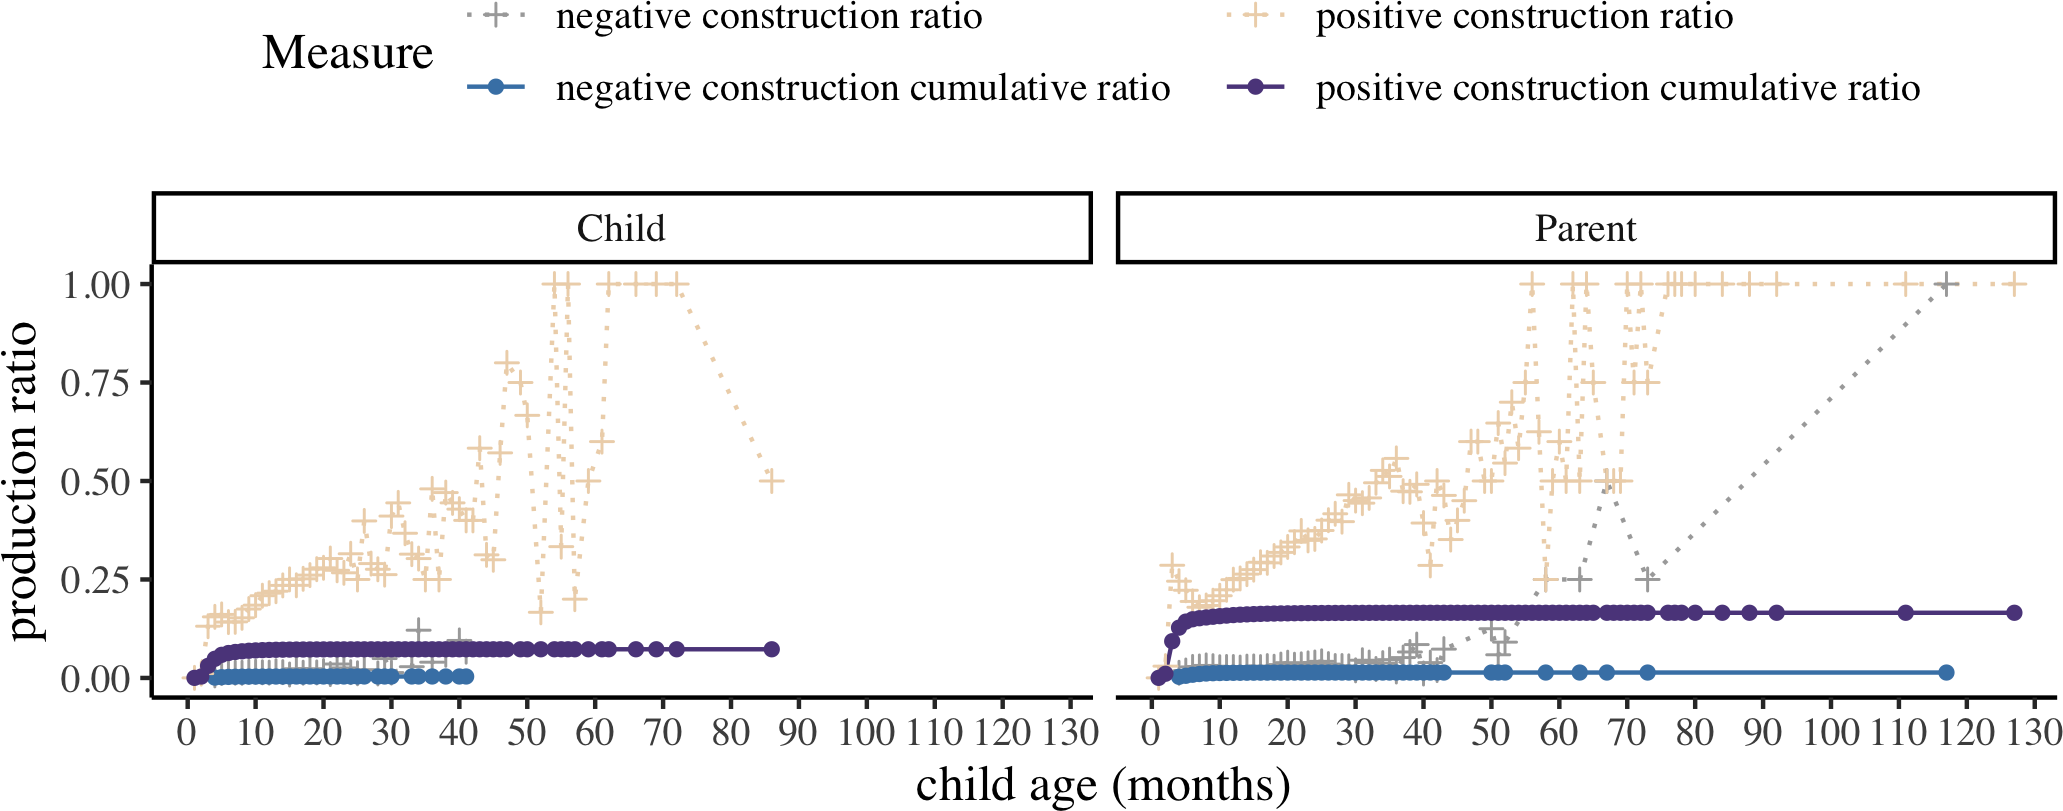 Measure
negative construction ratio
positive construction ratio
negative construction cumulative ratio
positive construction cumulative ratio
Child
Parent
production ratio
1.00
0.75
0.50
0.25
0.00
0 10 20 30 40 50 60 70 80 90 100 110 120 130
0 10 20 30 40 50 60 70 80 90 100 110 120 130
child age (months)